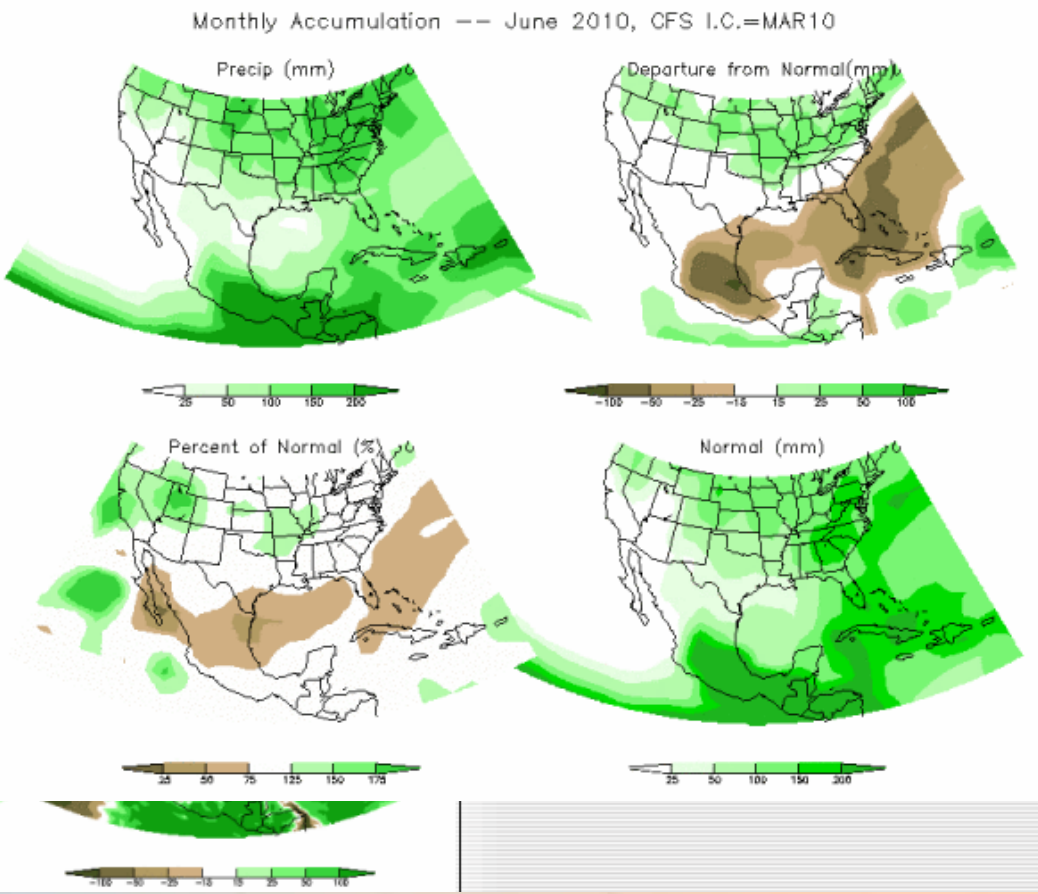 Monthly Accumulation -- June 2010, CFS I.C.=MAR10
Precip (mm)
Departure from Normal(mm)
25 50 100 150 200
-100 -50 -25 -15 15 25 50 100
Percent of Normal (%)
Normal (mm)
25 50 75 125 150 175
25 50 100 150 200
-100 -50 -25 -15 15 25 50 100